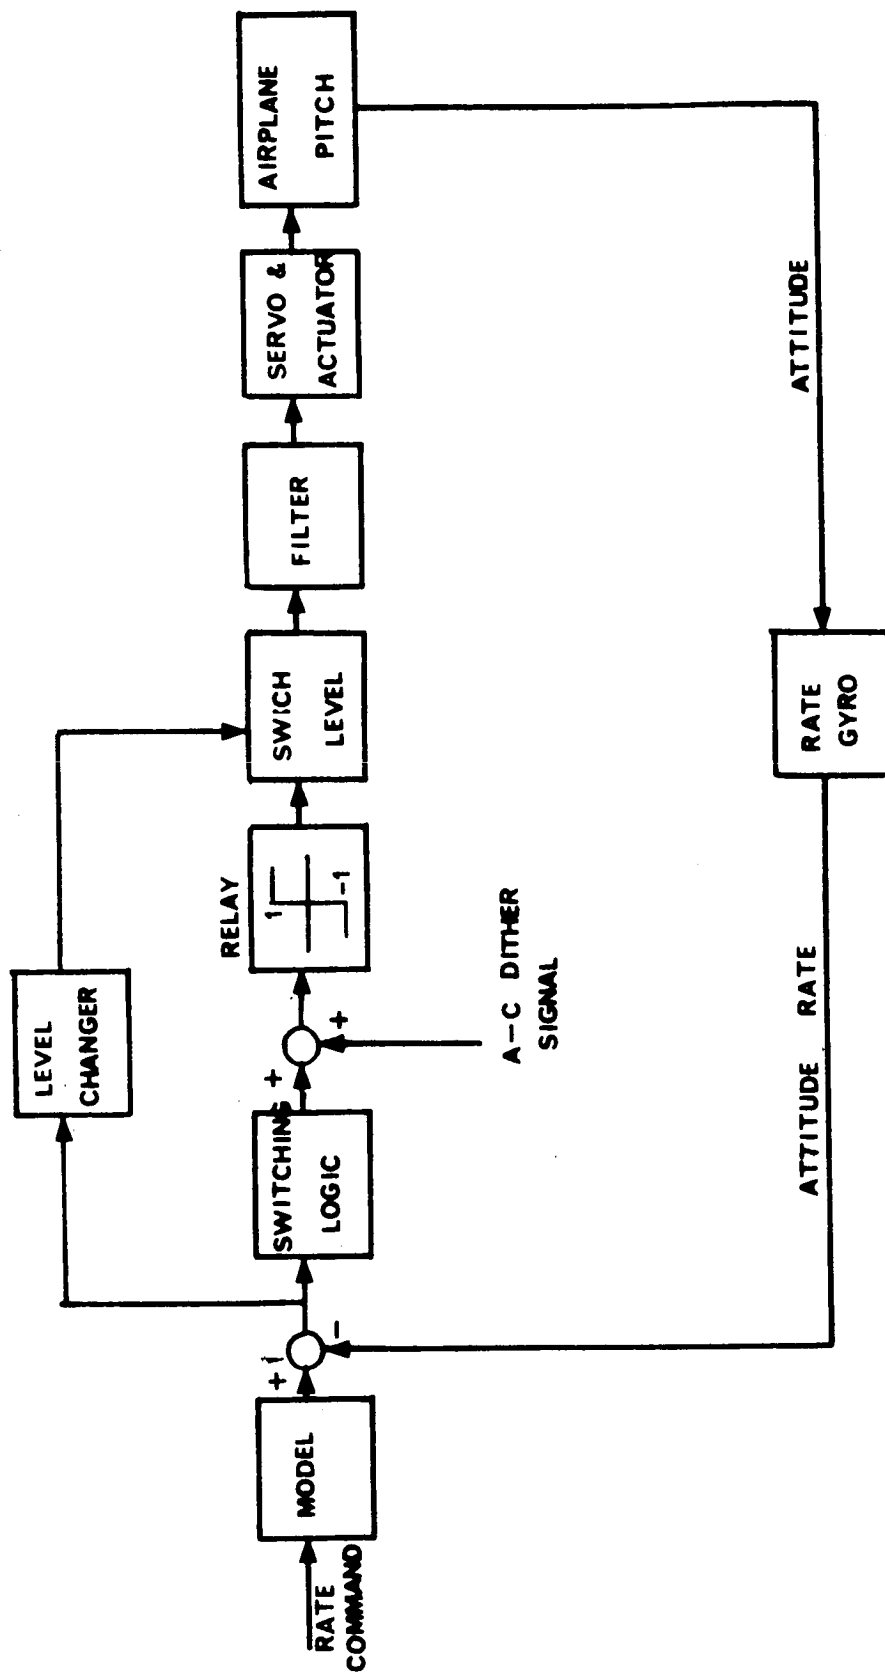 RATE
COMMAND
MODEL
+
-
SWITCHING
LOGIC
+
+
A-C DITHER
SIGNAL
LEVEL
CHANGER
RELAY
1
-1
SWICH
LEVEL
FILTER
SERVO &
ACTUATOR
AIRPLANE
PITCH
ATTITUDE
RATE
GYRO
ATTITUDE RATE